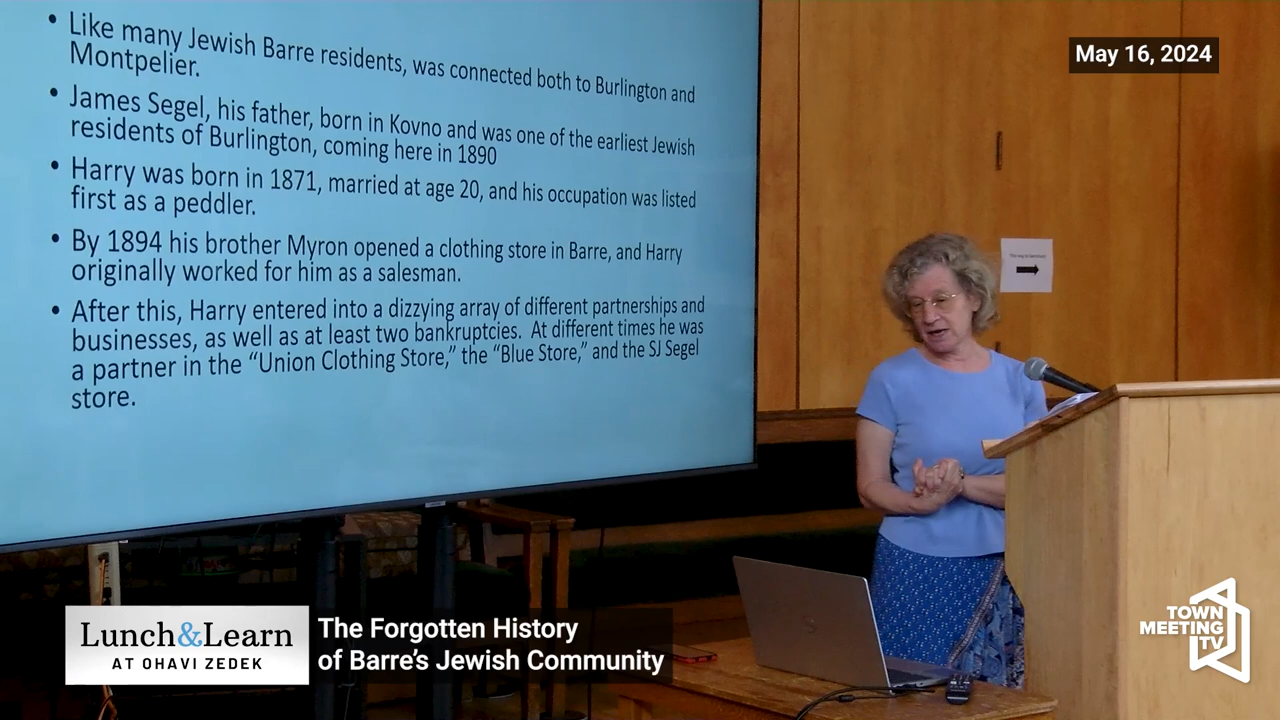 Like many Jewish Barre residents, was connected both to Burlington and
Montpelier.
James Segel, his father, born in Kovno and was one of the earliest Jewish
residents of Burlington, coming here in 1890
Harry was born in 1871, married at age 20, and his occupation was listed
first as a peddler.
By 1894 his brother Myron opened a clothing store in Barre, and Harry
originally worked for him as a salesman.
After this, Harry entered into a dizzying array of different partnerships and
businesses, as well as at least two bankruptcies. At different times he was
a partner in the “Union Clothing Store,” the “Blue Store,” and the SJ Segel
store.
May 16, 2024
Lunch&Learn
AT OHAVI ZEDEK
The Forgotten History
of Barre’s Jewish Community
TOWN
MEETING
TV